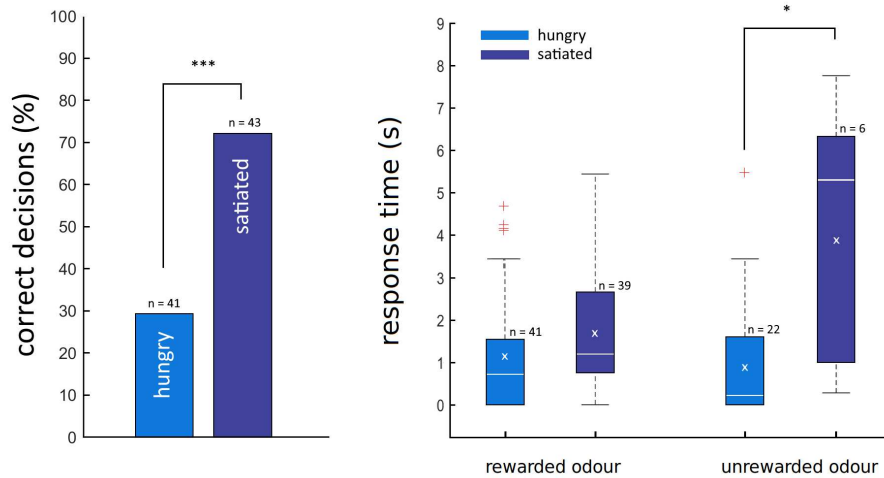 correct decisions (%)
100
90
80
70
60
50
40
30
20
10
0
***
n = 43
n = 41
hungry
satiated
response time (s)
9
8
7
6
5
4
3
2
1
0
hungry
satiated
*
n = 41
n = 39
n = 22
n = 6
x
x
x
x
rewarded odour
unrewarded odour